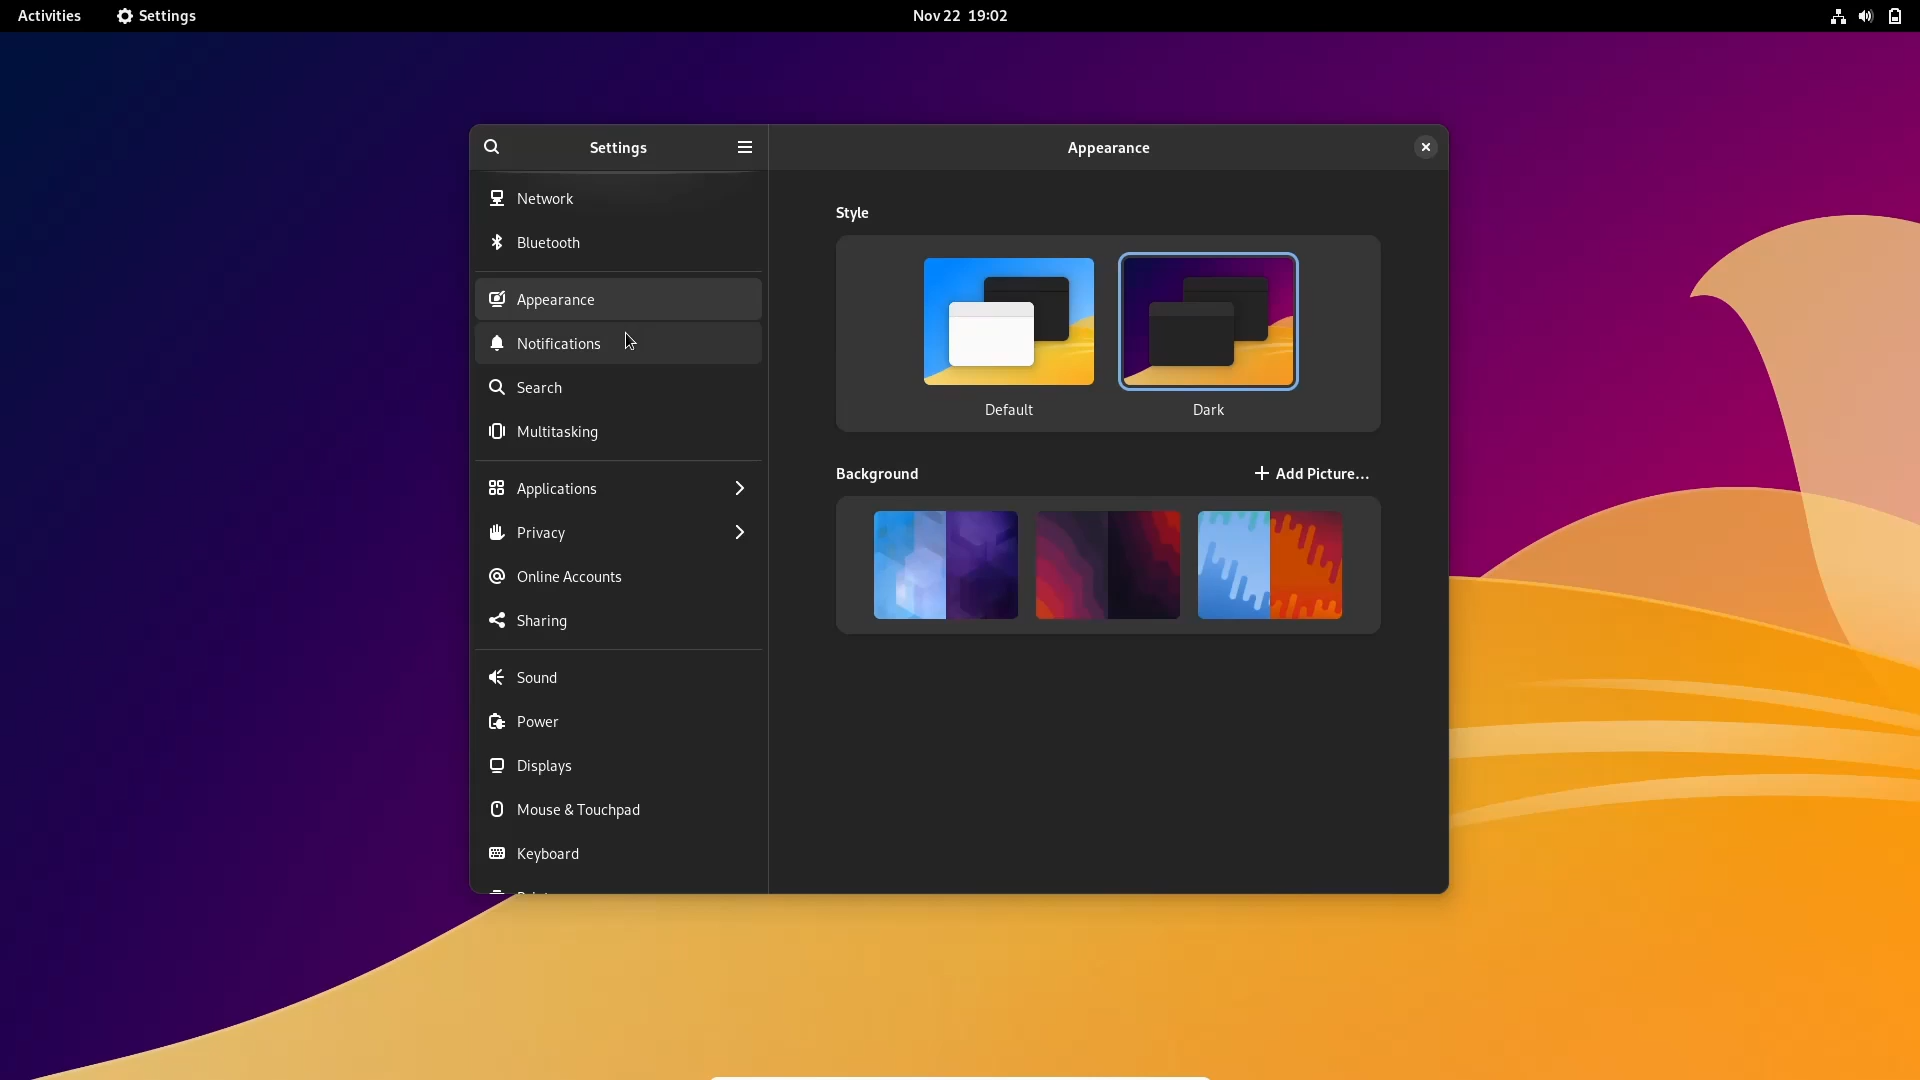 Activities
Settings
Nov 22 19:02
Settings
Appearance
Network
Bluetooth
Appearance
Notifications
Search
Multitasking
Applications
Privacy
Online Accounts
Sharing
Sound
Power
Displays
Mouse & Touchpad
Keyboard
Style
Default
Dark
Background
Add Picture…